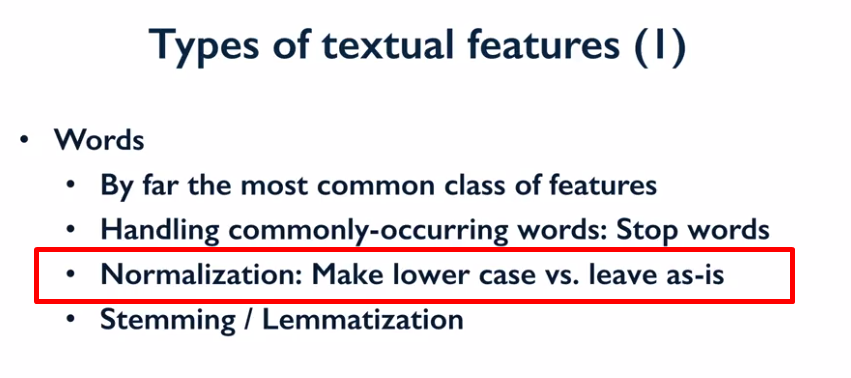 Types of textual features (1)
• Words
• By far the most common class of features
• Handling commonly-occurring words: Stop words
• Normalization: Make lower case vs. leave as-is
• Stemming / Lemmatization